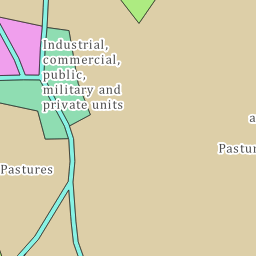 Industrial,
commercial,
public,
military and
private units
a
Pastur
Pastures